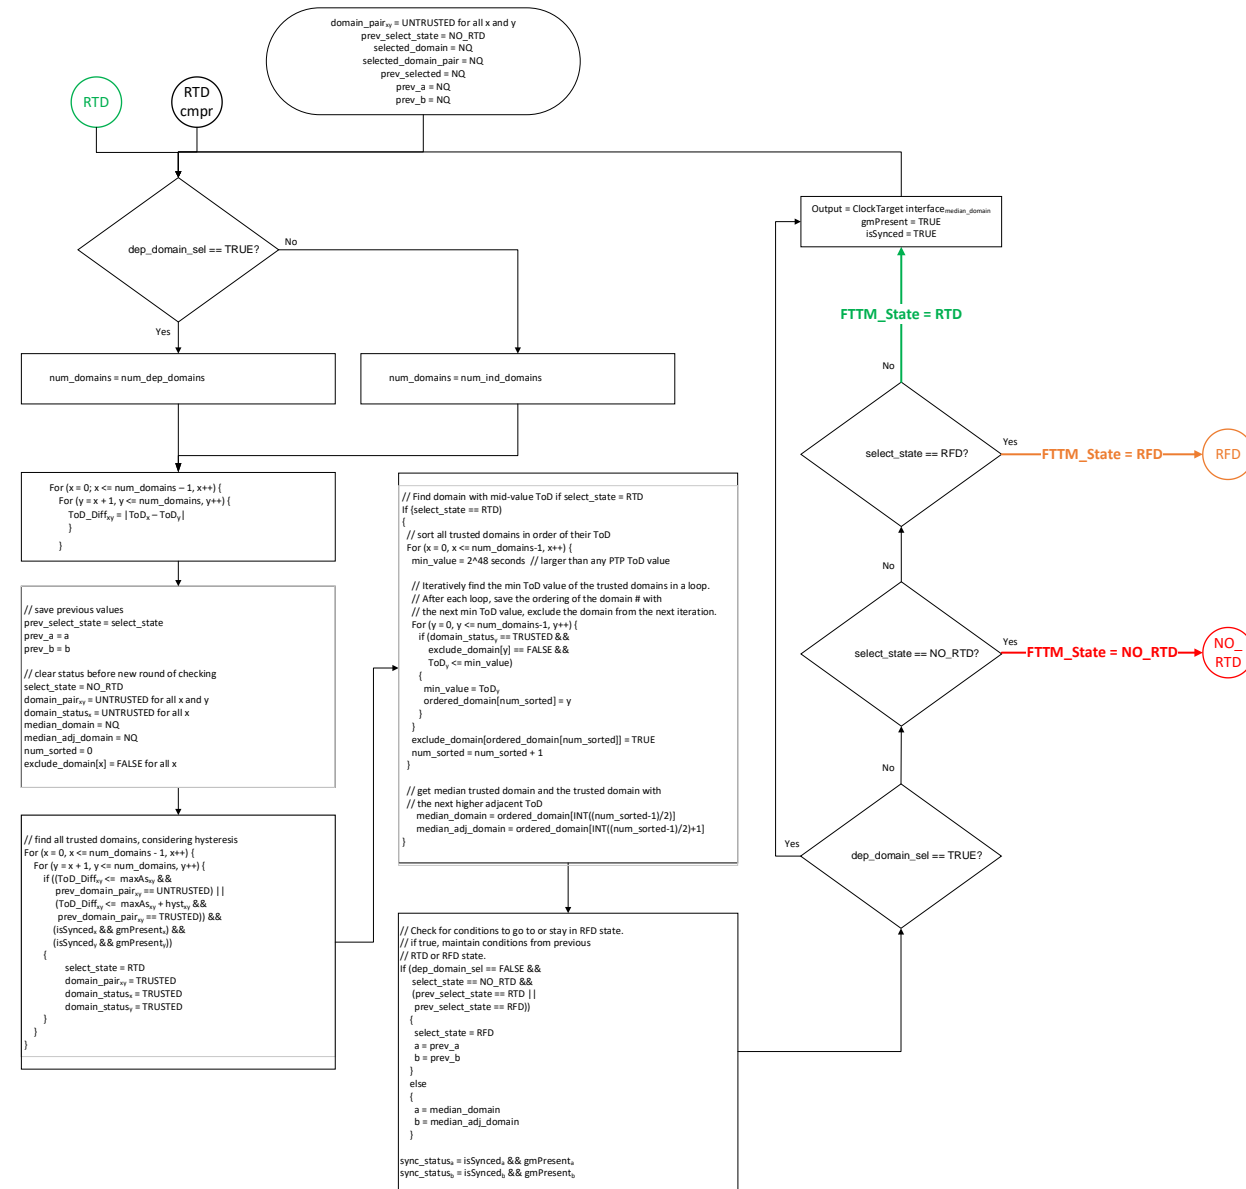 domain_pairxy = UNTRUSTED for all x and y
prev_select_state = NO_RTD
selected_domain = NQ
selected_domain_pair = NQ
prev_selected = NQ
prev_a = NQ
prev_b = NQ
RTD
RTD
cmpr
dep_domain_sel == TRUE?
No
Yes
num_domains = num_dep_domains
num_domains = num_ind_domains
For (x = 0; x <= num_domains – 1, x++) {
For (y = x + 1, y <= num_domains, y++) {
ToD_Diffxy = |ToDx – ToDy|
}
}
// save previous values
prev_select_state = select_state
prev_a = a
prev_b = b
// clear status before new round of checking
select_state = NO_RTD
domain_pairxy = UNTRUSTED for all x and y
domain_statusx = UNTRUSTED for all x
median_domain = NQ
median_adj_domain = NQ
num_sorted = 0
exclude_domain[x] = FALSE for all x
// find all trusted domains, considering hysteresis
For (x = 0, x <= num_domains - 1, x++) {
For (y = x + 1, y <= num_domains, y++) {
if ((ToD_Diffxy <= maxAsxy &&
prev_domain_pairxy == UNTRUSTED) ||
(ToD_Diffxy <= maxAsxy + hystxy &&
prev_domain_pairxy == TRUSTED)) &&
(isSyncedx && gmPresentx) &&
(isSyncedy && gmPresenty))
{
select_state = RTD
domain_pairxy = TRUSTED
domain_statusx = TRUSTED
domain_statusy = TRUSTED
}
}
}
// Find domain with mid-value ToD if select_state = RTD
If (select_state == RTD)
{
// sort all trusted domains in order of their ToD
For (x = 0, x <= num_domains-1, x++) {
min_value = 2^48 seconds // larger than any PTP ToD value
// Iteratively find the min ToD value of the trusted domains in a loop.
// After each loop, save the ordering of the domain # with
// the next min ToD value, exclude the domain from the next iteration.
For (y = 0, y <= num_domains-1, y++) {
if (domain_statusy == TRUSTED &&
exclude_domain[y] == FALSE &&
ToDy <= min_value)
{
min_value = ToDy
ordered_domain[num_sorted] = y
}
}
exclude_domain[ordered_domain[num_sorted]] = TRUE
num_sorted = num_sorted + 1
}
// get median trusted domain and the trusted domain with
// the next higher adjacent ToD
median_domain = ordered_domain[INT((num_sorted-1)/2)]
median_adj_domain = ordered_domain[INT((num_sorted-1)/2)+1]
}
// Check for conditions to go to or stay in RFD state.
// if true, maintain conditions from previous
// RTD or RFD state.
If (dep_domain_sel == FALSE &&
select_state == NO_RTD &&
(prev_select_state == RTD ||
prev_select_state == RFD))
{
select_state = RFD
a = prev_a
b = prev_b
}
else
{
a = median_domain
b = median_adj_domain
}
sync_statusa = isSynceda && gmPresenta
sync_statusb = isSyncedb && gmPresentb
Output = ClockTarget interfacemedian_domain
gmPresent = TRUE
isSynced = TRUE
FTTM_State = RTD
No
select_state == RFD?
Yes
FTTM_State = RFD
RFD
No
select_state == NO_RTD?
Yes
FTTM_State = NO_RTD
NO_
RTD
No
Yes
dep_domain_sel == TRUE?